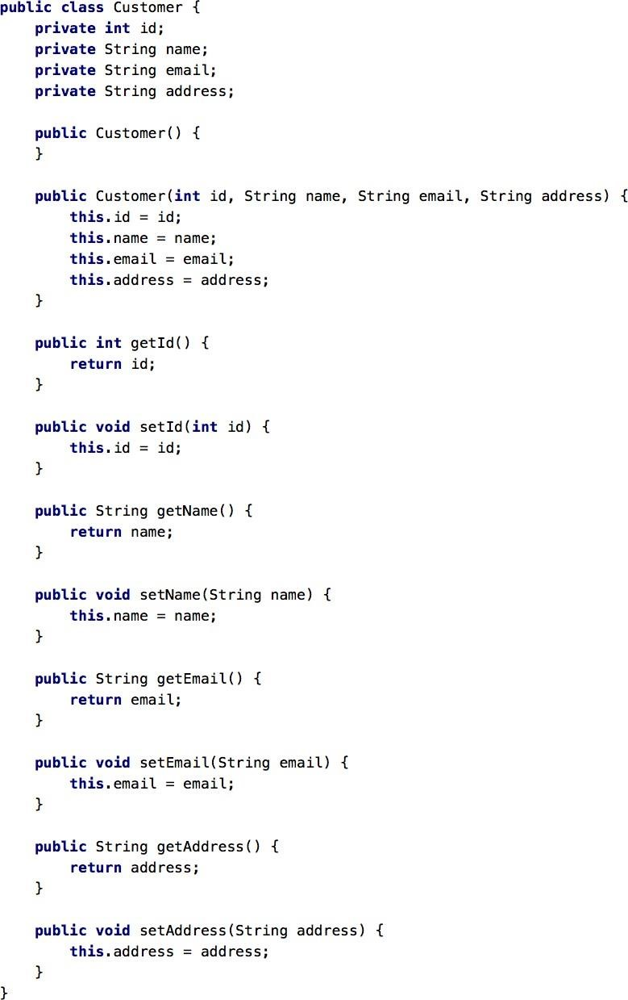 public class Customer {
    private int id;
    private String name;
    private String email;
    private String address;

    public Customer() {
    }

    public Customer(int id, String name, String email, String address) {
        this.id = id;
        this.name = name;
        this.email = email;
        this.address = address;
    }

    public int getId() {
        return id;
    }

    public void setId(int id) {
        this.id = id;
    }

    public String getName() {
        return name;
    }

    public void setName(String name) {
        this.name = name;
    }

    public String getEmail() {
        return email;
    }

    public void setEmail(String email) {
        this.email = email;
    }

    public String getAddress() {
        return address;
    }

    public void setAddress(String address) {
        this.address = address;
    }
}